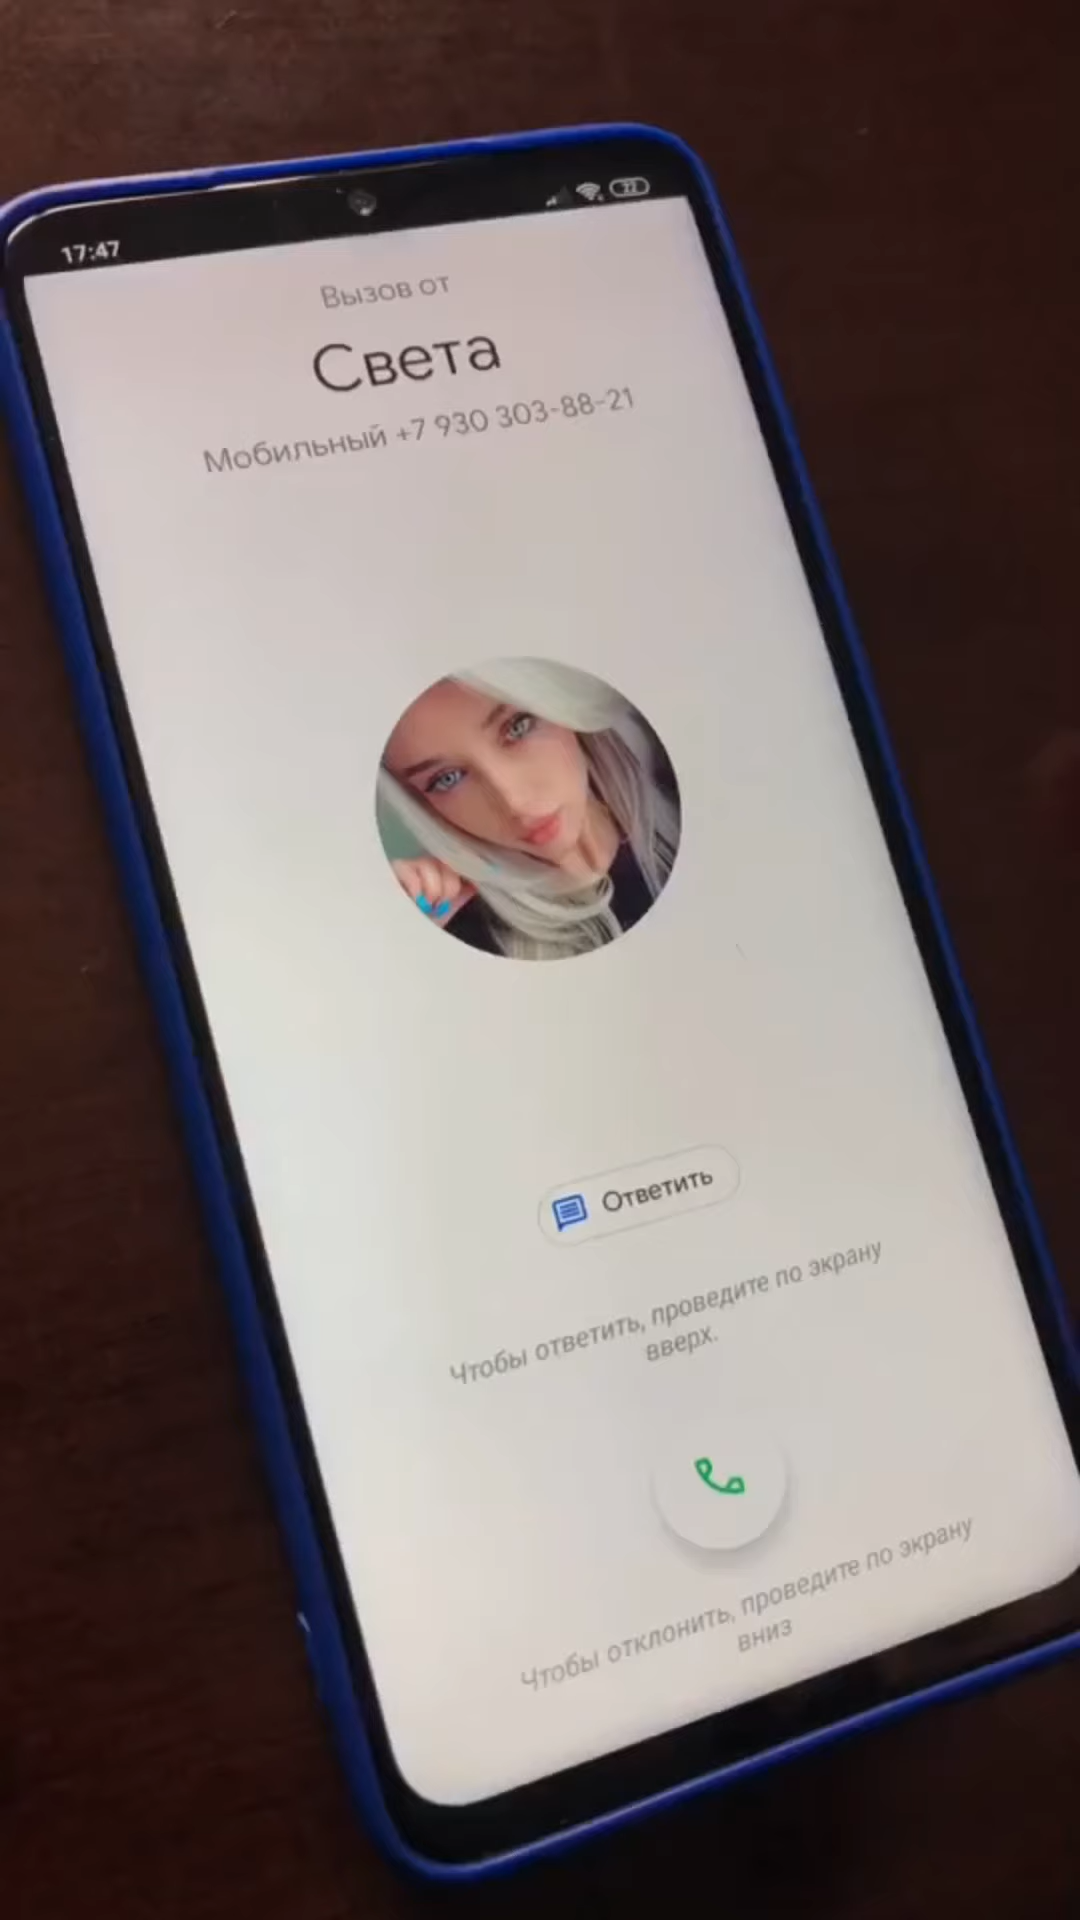 17:47
22
Вызов от
Света
Мобильный +7 930 303-88-21
Ответить
Чтобы ответить, проведите по экрану
вверх.
Чтобы отклонить, проведите по экрану
вниз